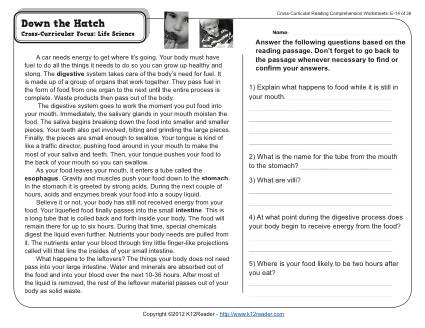 Cross-Curricular Reading Comprehension Worksheets: E-14 of 36
Down the Hatch
Cross-Curricular Focus: Life Science
A car needs energy to get where it's going. Your body must have
fuel to do all the things it needs to do so you can grow up healthy and
strong. The digestive system takes care of the body's need for fuel. It
is made up of a group of organs that work together. They pass fuel in
the form of food from one organ to the next until the entire process is
complete. Waste products then pass out of the body.
The digestive system goes to work the moment you put food into
your mouth. Immediately, the salivary glands in your mouth moisten the
food. The saliva begins breaking down the food into smaller and smaller
pieces. Your teeth also get involved, biting and grinding the large pieces.
Finally, the pieces are small enough to swallow. Your tongue is kind of
like a traffic director, pushing food around in your mouth to make the
most of your saliva and teeth. Then, your tongue pushes your food to
the back of your mouth so you can swallow.
As your food leaves your mouth, it enters a tube called the
esophagus. Gravity and muscles push your food down to the stomach.
In the stomach it is greeted by strong acids. During the next couple of
hours, acids and enzymes break your food into a soupy liquid.
Believe it or not, your body has still not received energy from your
food. Your liquefied food finally passes into the small intestine. This is
a long tube that is coiled back and forth inside your body. The food will
remain there for up to six hours. During that time, special chemicals
digest the liquid even further. Nutrients your body needs are pulled from
it. The nutrients enter your blood through tiny little finger-like projections
called villi that line the insides of your small intestine.
What happens to the leftovers? The things your body does not need
pass into your large intestine. Water and minerals are absorbed out of
the food and into your blood over the next 10-36 hours. After most of
the liquid is removed, the rest of the leftover material passes out of your
body as solid waste.
Name
Answer the following questions based on the
reading passage. Don't forget to go back to
the passage whenever necessary to find or
confirm your answers.
1) Explain what happens to food while it is still in
your mouth.
2) What is the name for the tube from the mouth
to the stomach?
3) What are villi?
4) At what point during the digestive process does
your body begin to receive energy from the food?
5) Where is your food likely to be two hours after
you eat?
Copyright ©2012 K12Reader - http://www.k12reader.com